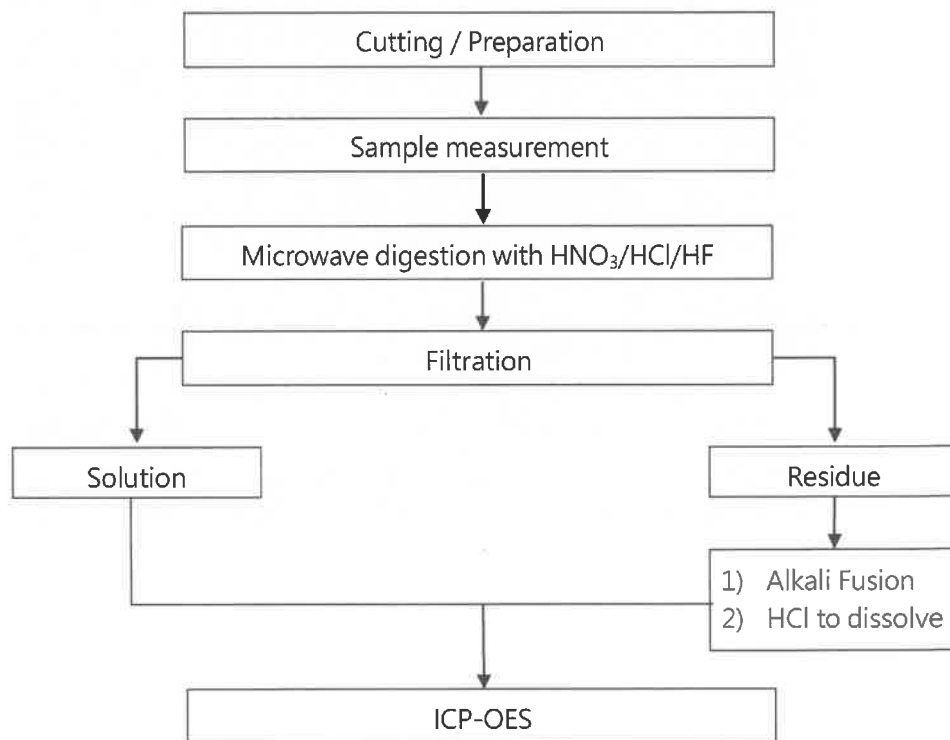 Cutting / Preparation
Sample measurement
Microwave digestion with HNO₃/HCl/HF
Filtration
Solution
Residue
1) Alkali Fusion
2) HCl to dissolve
ICP-OES